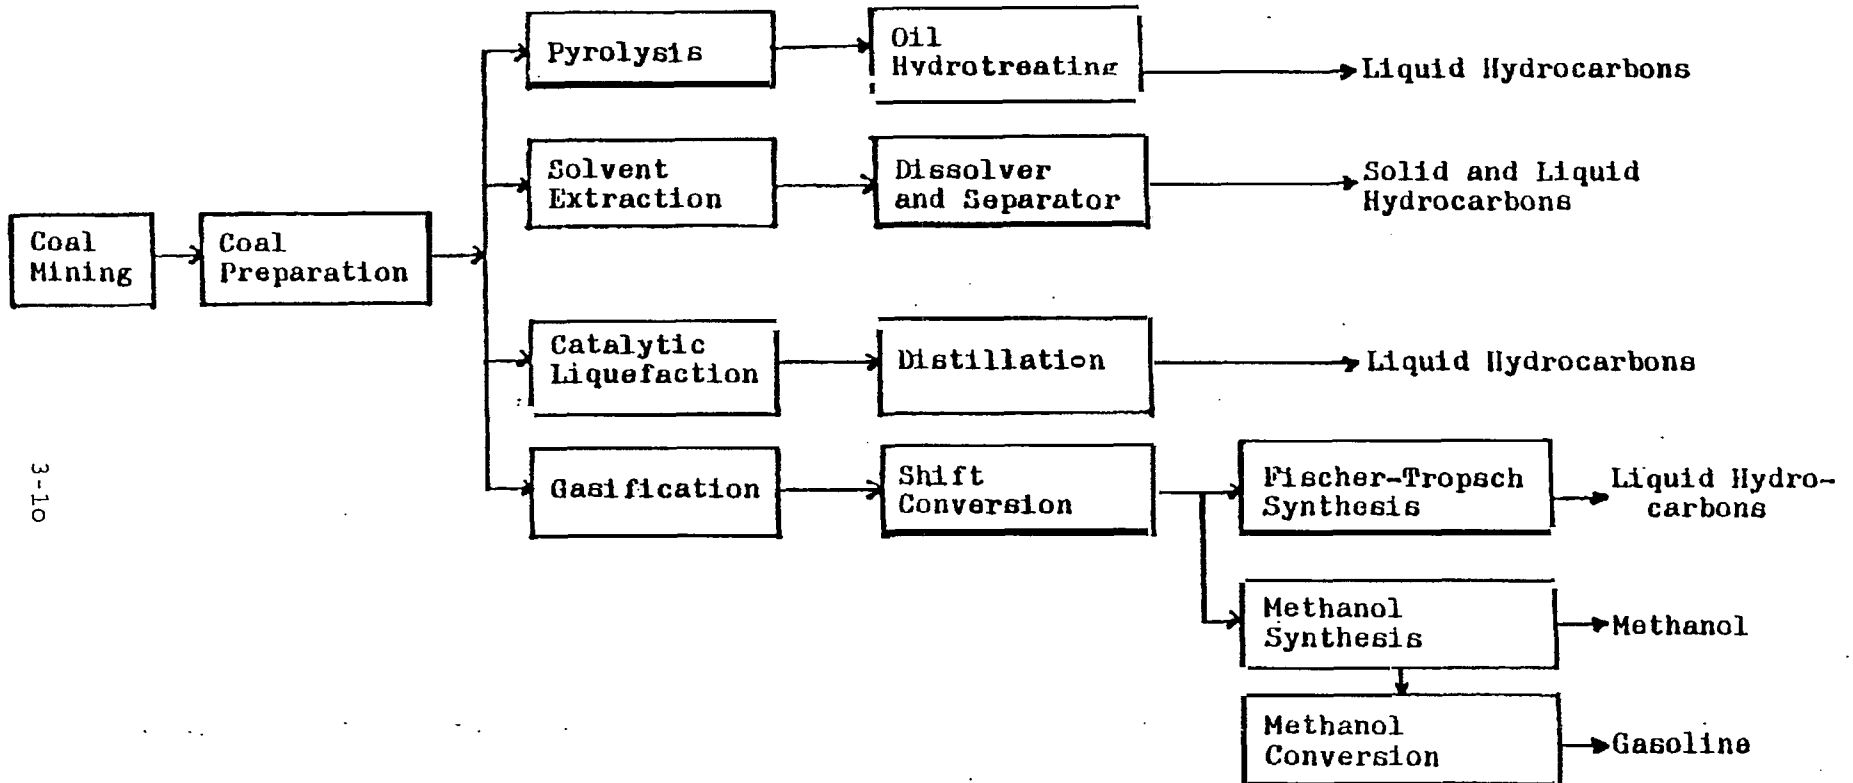 Pyrolysis
Oil
Hydrotreating
Liquid Hydrocarbons
Solvent
Extraction
Dissolver
and Separator
Solid and Liquid
Hydrocarbons
Coal
Mining
Coal
Preparation
Catalytic
Liquefaction
Distillation
Liquid Hydrocarbons
Gasification
Shift
Conversion
Fischer-Tropsch
Synthesis
Liquid Hydro-
carbons
Methanol
Synthesis
Methanol
Methanol
Conversion
Gasoline
3-10